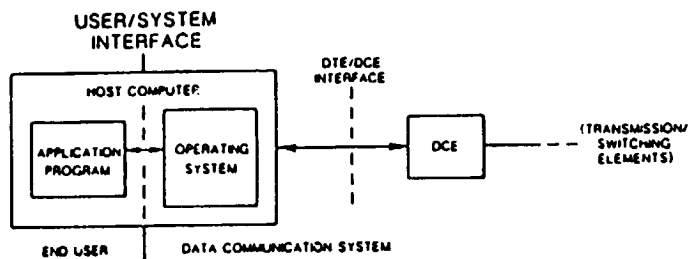 USER/SYSTEM
INTERFACE
DTE/DCE
INTERFACE
HOST COMPUTER
APPLICATION
PROGRAM
OPERATING
SYSTEM
DCE
(TRANSMISSION/
SWITCHING
ELEMENTS)
END USER
DATA COMMUNICATION SYSTEM